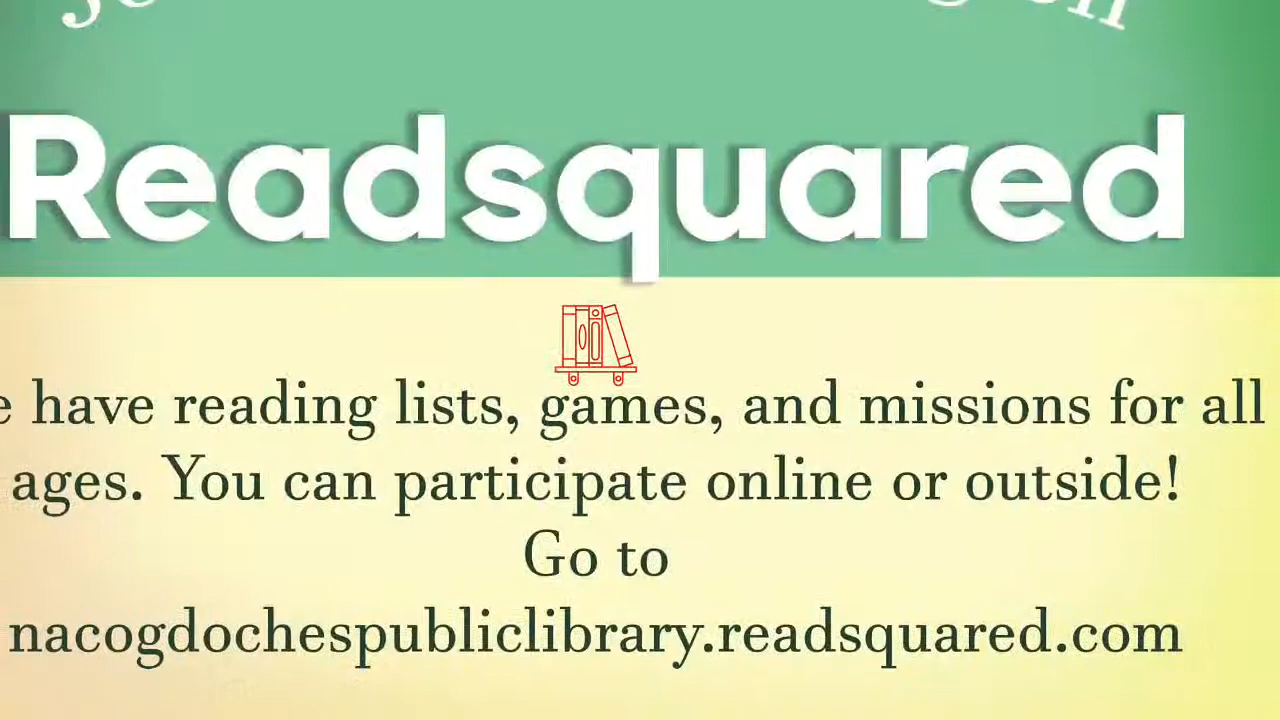 Readsquared
have reading lists, games, and missions for all
ages. You can participate online or outside!
Go to
nacogdochespubliclibrary.readsquared.com